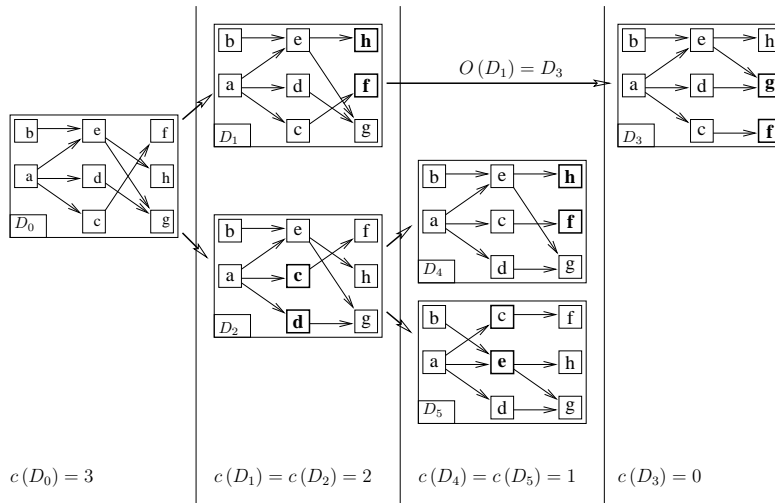 b e h
a d f
c g
D₁
O (D₁) = D₃
b e h
a d g
c f
D₃
b e f
a d h
c g
D₀
b e h
a c f
d g
D₄
b e f
a c h
d g
D₂
b c f
a e h
d g
D₅
c (D₀) = 3
c (D₁) = c (D₂) = 2
c (D₄) = c (D₅) = 1
c (D₃) = 0